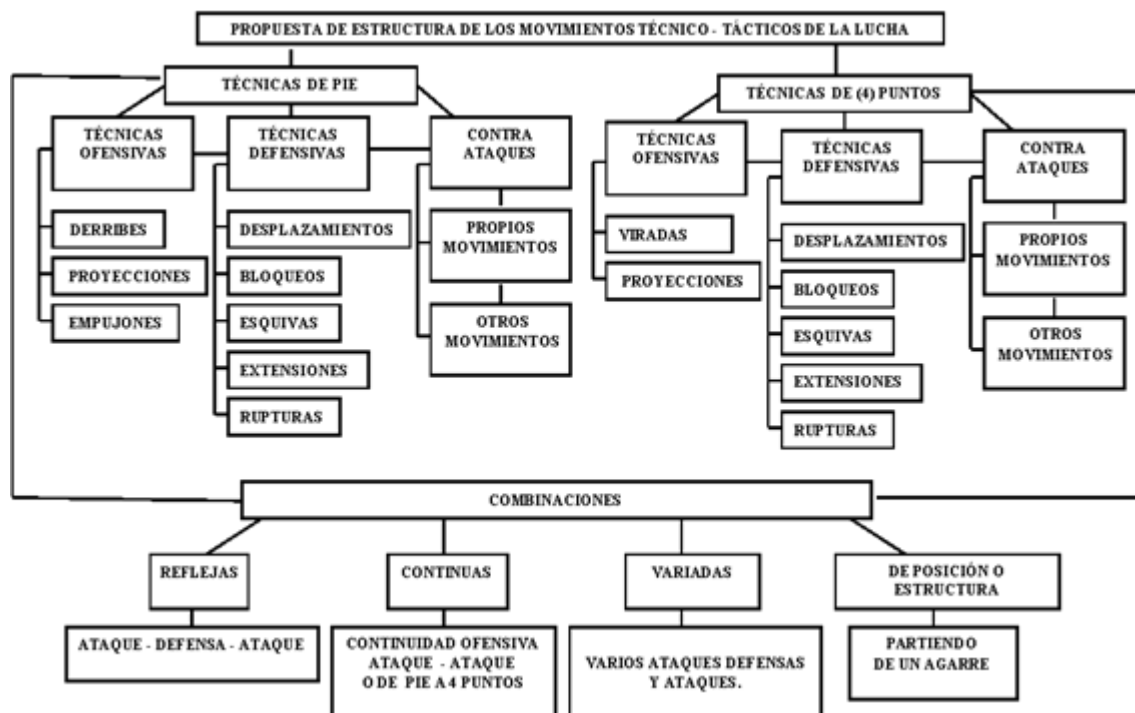 PROPUESTA DE ESTRUCTURA DE LOS MOVIMIENTOS TÉCNICO - TÁCTICOS DE LA LUCHA
TÉCNICAS DE PIE
TÉCNICAS
OFENSIVAS
DERRIBES
PROYECCIONES
EMPUJONES
TÉCNICAS
DEFENSIVAS
DESPLAZAMIENTOS
BLOQUEOS
ESQUIVAS
EXTENSIONES
RUPTURAS
CONTRA
ATAQUES
PROPIOS
MOVIMIENTOS
OTROS
MOVIMIENTOS
TÉCNICAS DE (4) PUNTOS
TÉCNICAS
OFENSIVAS
VIRADAS
PROYECCIONES
TÉCNICAS
DEFENSIVAS
DESPLAZAMIENTOS
BLOQUEOS
ESQUIVAS
EXTENSIONES
RUPTURAS
CONTRA
ATAQUES
PROPIOS
MOVIMIENTOS
OTROS
MOVIMIENTOS
COMBINACIONES
REFLEJAS
ATAQUE - DEFENSA - ATAQUE
CONTINUAS
CONTINUIDAD OFENSIVA
ATAQUE - ATAQUE
O DE PIE A 4 PUNTOS
VARIADAS
VARIOS ATAQUES DEFENSAS
Y ATAQUES.
DE POSICIÓN O
ESTRUCTURA
PARTIENDO
DE UN AGARRE